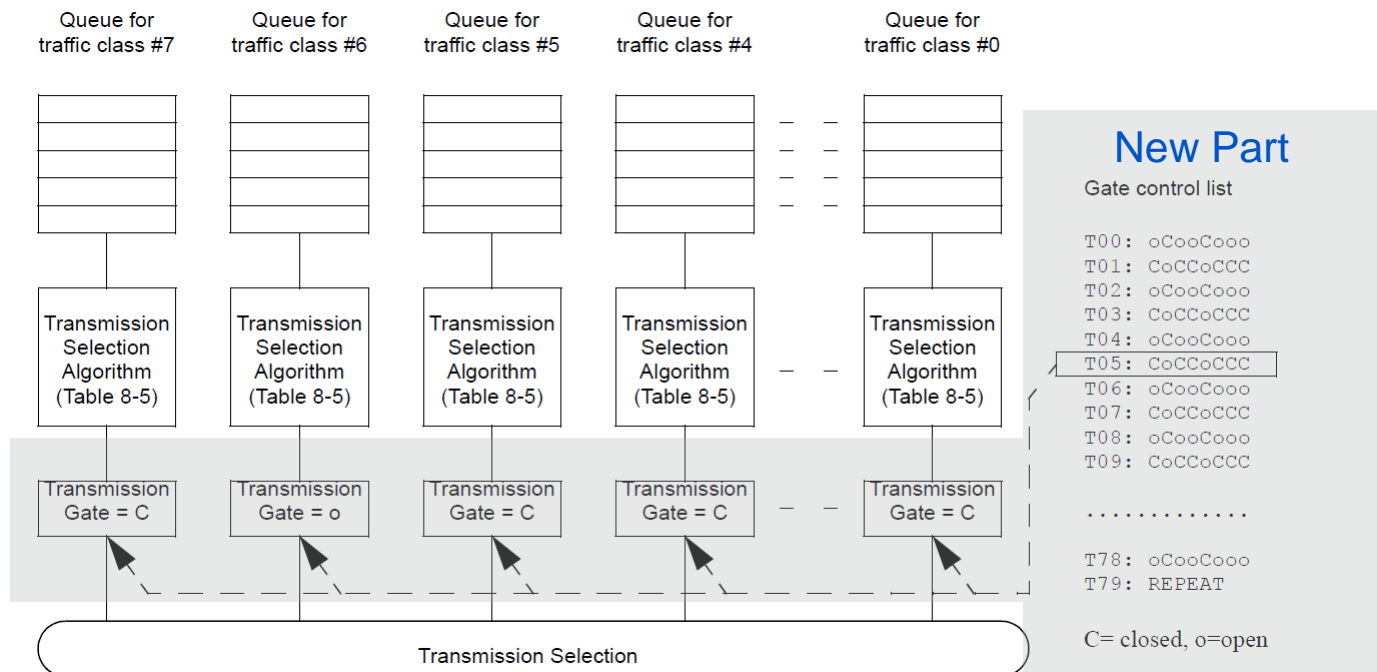 Queue for
traffic class #7
Queue for
traffic class #6
Queue for
traffic class #5
Queue for
traffic class #4
Queue for
traffic class #0
Transmission
Selection
Algorithm
(Table 8-5)
Transmission
Selection
Algorithm
(Table 8-5)
Transmission
Selection
Algorithm
(Table 8-5)
Transmission
Selection
Algorithm
(Table 8-5)
Transmission
Selection
Algorithm
(Table 8-5)
Transmission
Gate = C
Transmission
Gate = o
Transmission
Gate = C
Transmission
Gate = C
Transmission
Gate = C
Transmission Selection
New Part
Gate control list
T00: oCooCooo
T01: CoCCoCCC
T02: oCooCooo
T03: CoCCoCCC
T04: oCooCooo
T05: CoCCoCCC
T06: oCooCooo
T07: CoCCoCCC
T08: oCooCooo
T09: CoCCoCCC
.............
T78: oCooCooo
T79: REPEAT
C= closed, o=open